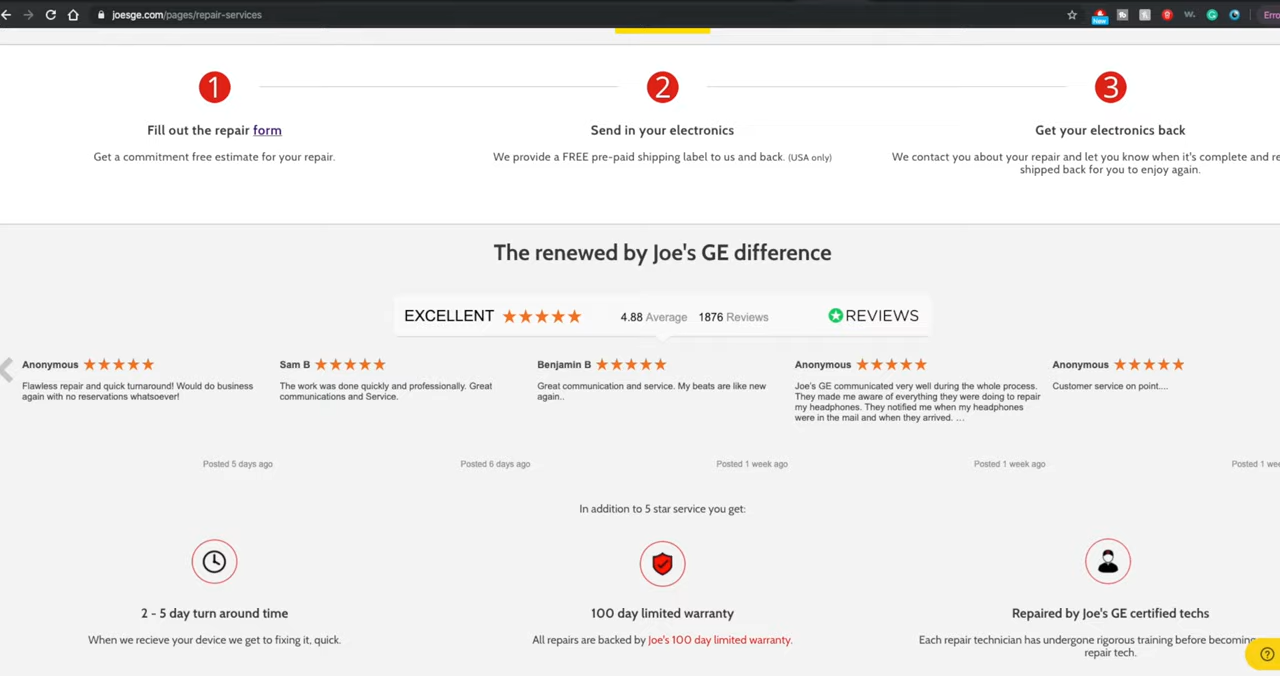 joesge.com/pages/repair-services
New
w.
Erro
1
2
3
Fill out the repair form
Send in your electronics
Get your electronics back
Get a commitment free estimate for your repair.
We provide a FREE pre-paid shipping label to us and back. (USA only)
We contact you about your repair and let you know when it's complete and re
shipped back for you to enjoy again.
The renewed by Joe's GE difference
EXCELLENT
4.88 Average 1876 Reviews
REVIEWS
Anonymous
Flawless repair and quick turnaround! Would do business
again with no reservations whatsoever!
Posted 5 days ago
Sam B
The work was done quickly and professionally. Great
communications and Service.
Posted 6 days ago
Benjamin B
Great communication and service. My beats are like new
again..
Posted 1 week ago
Anonymous
Joe's GE communicated very well during the whole process.
They made me aware of everything they were doing to repair
my headphones. They notified me when my headphones
were in the mail and when they arrived. ...
Posted 1 week ago
Anonymous
Customer service on point....
Posted 1 wee
In addition to 5 star service you get:
2 - 5 day turn around time
When we recieve your device we get to fixing it, quick.
100 day limited warranty
All repairs are backed by Joe's 100 day limited warranty.
Repaired by Joe's GE certified techs
Each repair technician has undergone rigorous training before becoming
repair tech.
?